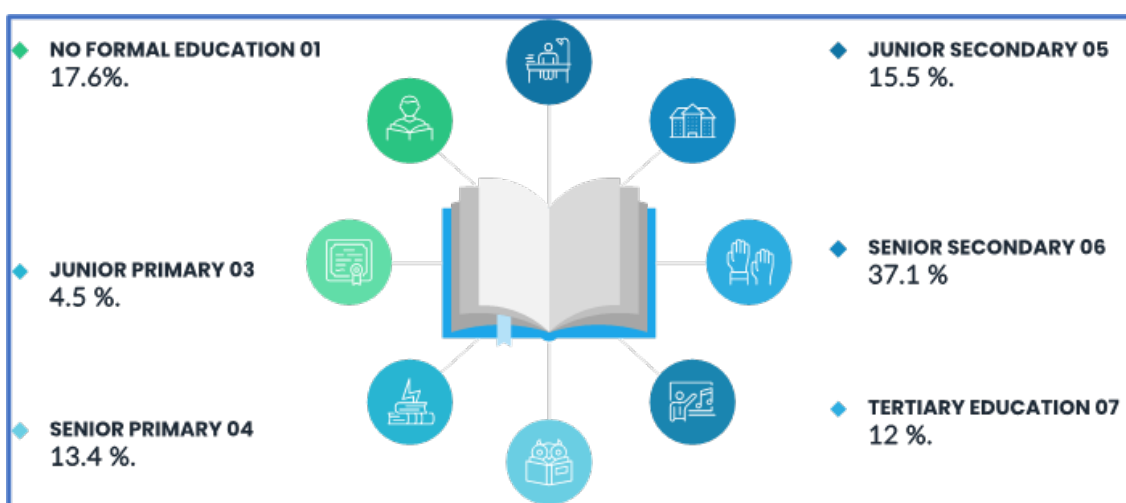 NO FORMAL EDUCATION 01
17.6%.
JUNIOR PRIMARY 03
4.5 %.
SENIOR PRIMARY 04
13.4 %.
JUNIOR SECONDARY 05
15.5 %.
SENIOR SECONDARY 06
37.1 %
TERTIARY EDUCATION 07
12 %.